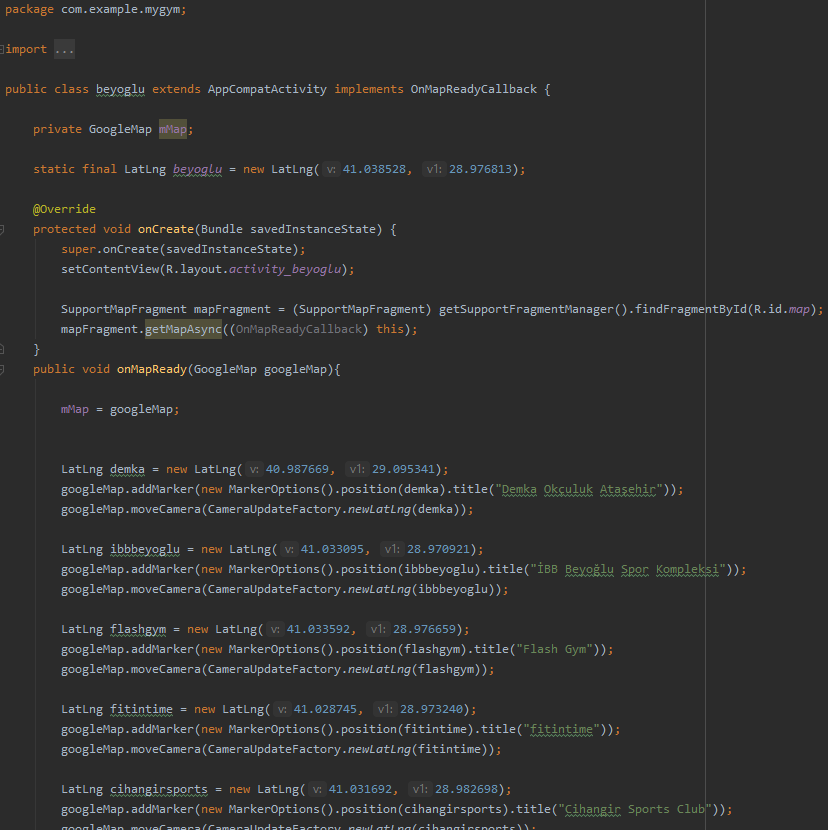 package com.example.mygym;
import ...
public class beyoglu extends AppCompatActivity implements OnMapReadyCallback {
private GoogleMap mMap;
static final LatLng beyoglu = new LatLng( v: 41.038528, v1: 28.976813);
@Override
protected void onCreate(Bundle savedInstanceState) {
super.onCreate(savedInstanceState);
setContentView(R.layout.activity_beyoglu);
SupportMapFragment mapFragment = (SupportMapFragment) getSupportFragmentManager().findFragmentById(R.id.map);
mapFragment.getMapAsync((OnMapReadyCallback) this);
}
public void onMapReady(GoogleMap googleMap){
mMap = googleMap;
LatLng demka = new LatLng( v: 40.987669, v1: 29.095341);
googleMap.addMarker(new MarkerOptions().position(demka).title("Demka Okçuluk Ataşehir"));
googleMap.moveCamera(CameraUpdateFactory.newLatLng(demka));
LatLng ibbbeyoglu = new LatLng( v: 41.033095, v1: 28.970921);
googleMap.addMarker(new MarkerOptions().position(ibbbeyoglu).title("İBB Beyoğlu Spor Kompleksi"));
googleMap.moveCamera(CameraUpdateFactory.newLatLng(ibbbeyoglu));
LatLng flashgym = new LatLng( v: 41.033592, v1: 28.976659);
googleMap.addMarker(new MarkerOptions().position(flashgym).title("Flash Gym"));
googleMap.moveCamera(CameraUpdateFactory.newLatLng(flashgym));
LatLng fitintime = new LatLng( v: 41.028745, v1: 28.973240);
googleMap.addMarker(new MarkerOptions().position(fitintime).title("fitintime"));
googleMap.moveCamera(CameraUpdateFactory.newLatLng(fitintime));
LatLng cihangirsports = new LatLng( v: 41.031692, v1: 28.982698);
googleMap.addMarker(new MarkerOptions().position(cihangirsports).title("Cihangir Sports Club"));
googleMap.moveCamera(CameraUpdateFactory.newLatLng(cihangirsports));